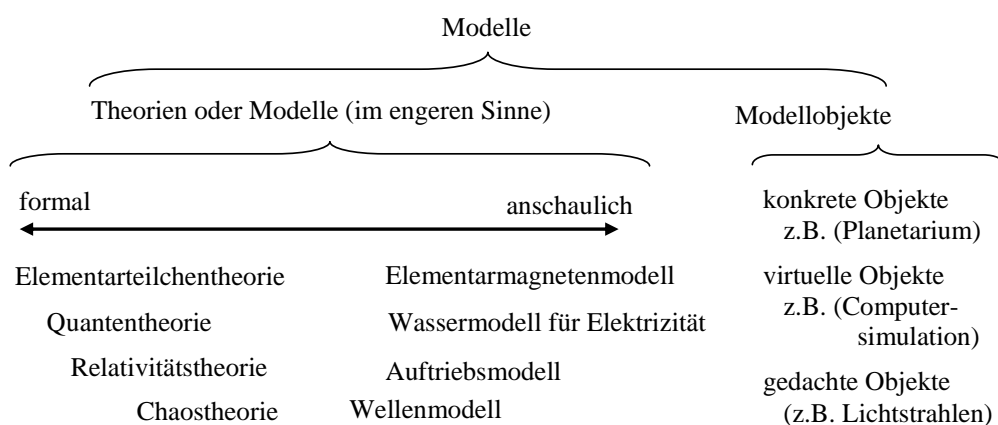 Modelle
Theorien oder Modelle (im engeren Sinne)
Modellobjekte
formal
anschaulich
Elementarteilchentheorie
Quantentheorie
Relativitätstheorie
Chaostheorie
Elementarmagnetenmodell
Wassermodell für Elektrizität
Auftriebsmodell
Wellenmodell
konkrete Objekte
z.B. (Planetarium)
virtuelle Objekte
z.B. (Computer-
simulation)
gedachte Objekte
(z.B. Lichtstrahlen)